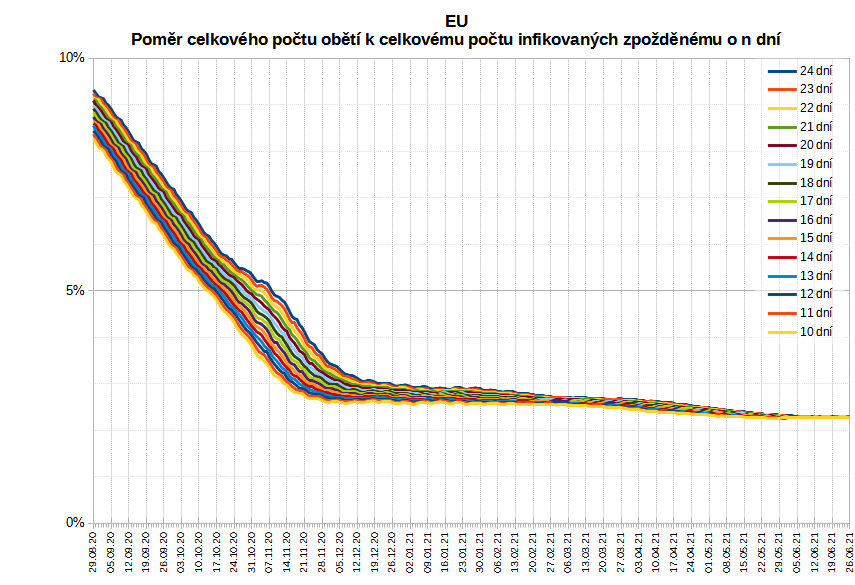 EU
Poměr celkového počtu obětí k celkovému počtu infikovaných zpožděnému o n dní
10%
5%
0%
24 dní
23 dní
22 dní
21 dní
20 dní
19 dní
18 dní
17 dní
16 dní
15 dní
14 dní
13 dní
12 dní
11 dní
10 dní
29.08.20
05.09.20
12.09.20
19.09.20
26.09.20
03.10.20
10.10.20
17.10.20
24.10.20
31.10.20
07.11.20
14.11.20
21.11.20
28.11.20
05.12.20
12.12.20
19.12.20
26.12.20
02.01.21
09.01.21
16.01.21
23.01.21
30.01.21
06.02.21
13.02.21
20.02.21
27.02.21
06.03.21
13.03.21
20.03.21
27.03.21
03.04.21
10.04.21
17.04.21
24.04.21
01.05.21
08.05.21
15.05.21
22.05.21
29.05.21
05.06.21
12.06.21
19.06.21
26.06.21